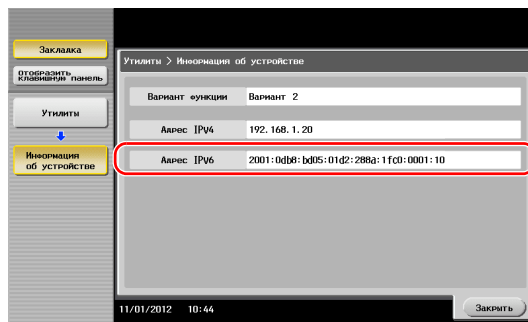 Закладка
Отобразить
клавишную панель
Утилиты
Информация
об устройстве
Утилиты > Информация об устройстве
Вариант функции Вариант 2
Адрес IPv4 192.168.1.20
Адрес IPv6 2001:0db8:bd05:01d2:288a:1fc0:0001:10
11/01/2012 10:44
Закрыть